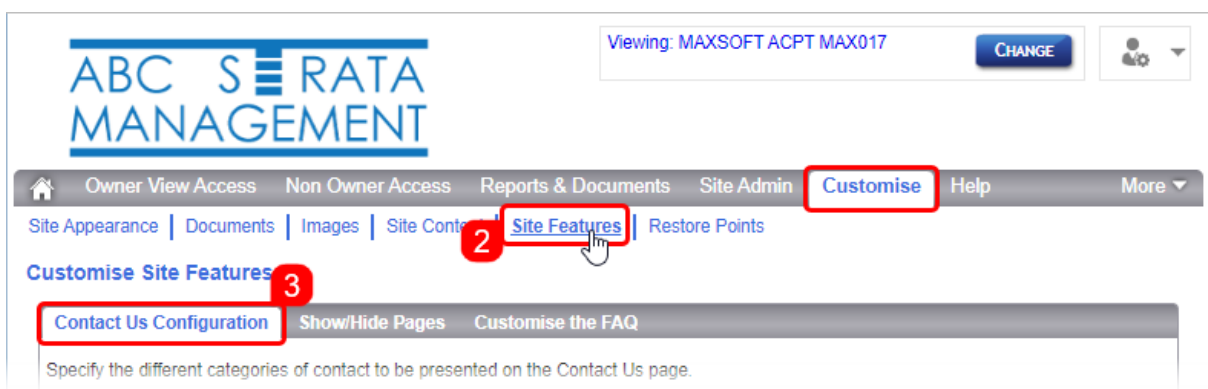 Viewing: MAXSOFT ACPT MAX017
CHANGE
ABC STRATA
MANAGEMENT
Owner View Access Non Owner Access Reports & Documents Site Admin Customise Help More
Site Appearance | Documents | Images | Site Conte 2 Site Features | Restore Points
Customise Site Features
3
Contact Us Configuration Show/Hide Pages Customise the FAQ
Specify the different categories of contact to be presented on the Contact Us page.